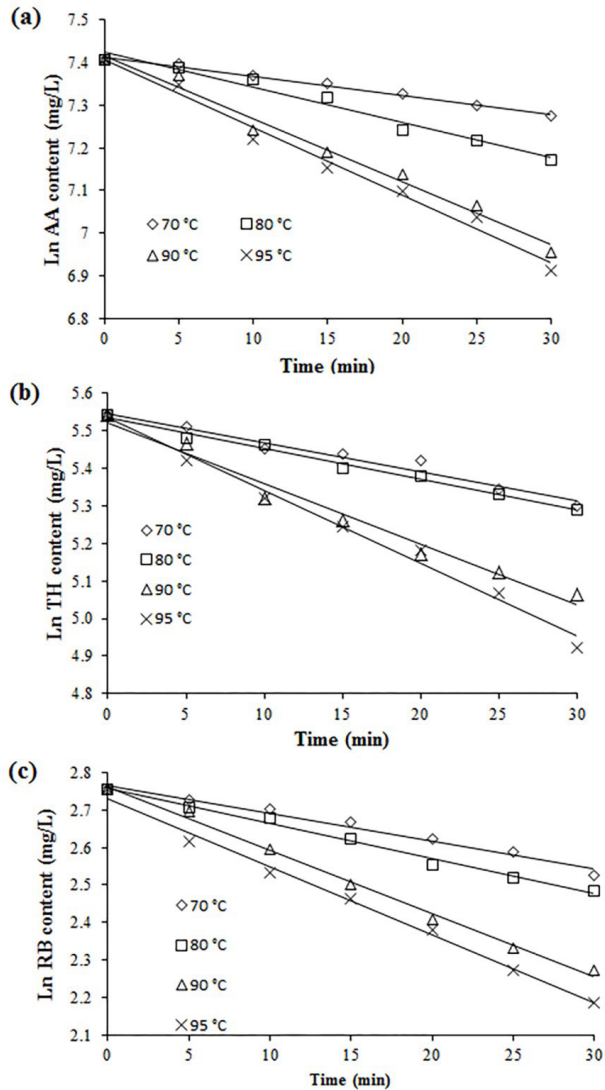 (a)
Ln AA content (mg/L)
7.5
7.4
7.3
7.2
7.1
7
6.9
6.8
70 °C
80 °C
90 °C
95 °C
0 5 10 15 20 25 30
Time (min)
(b)
Ln TH content (mg/L)
5.6
5.5
5.4
5.3
5.2
5.1
5.0
4.9
4.8
70 °C
80 °C
90 °C
95 °C
0 5 10 15 20 25 30
Time (min)
(c)
Ln RB content (mg/L)
2.8
2.7
2.6
2.5
2.4
2.3
2.2
2.1
70 °C
80 °C
90 °C
95 °C
0 5 10 15 20 25 30
Time (min)